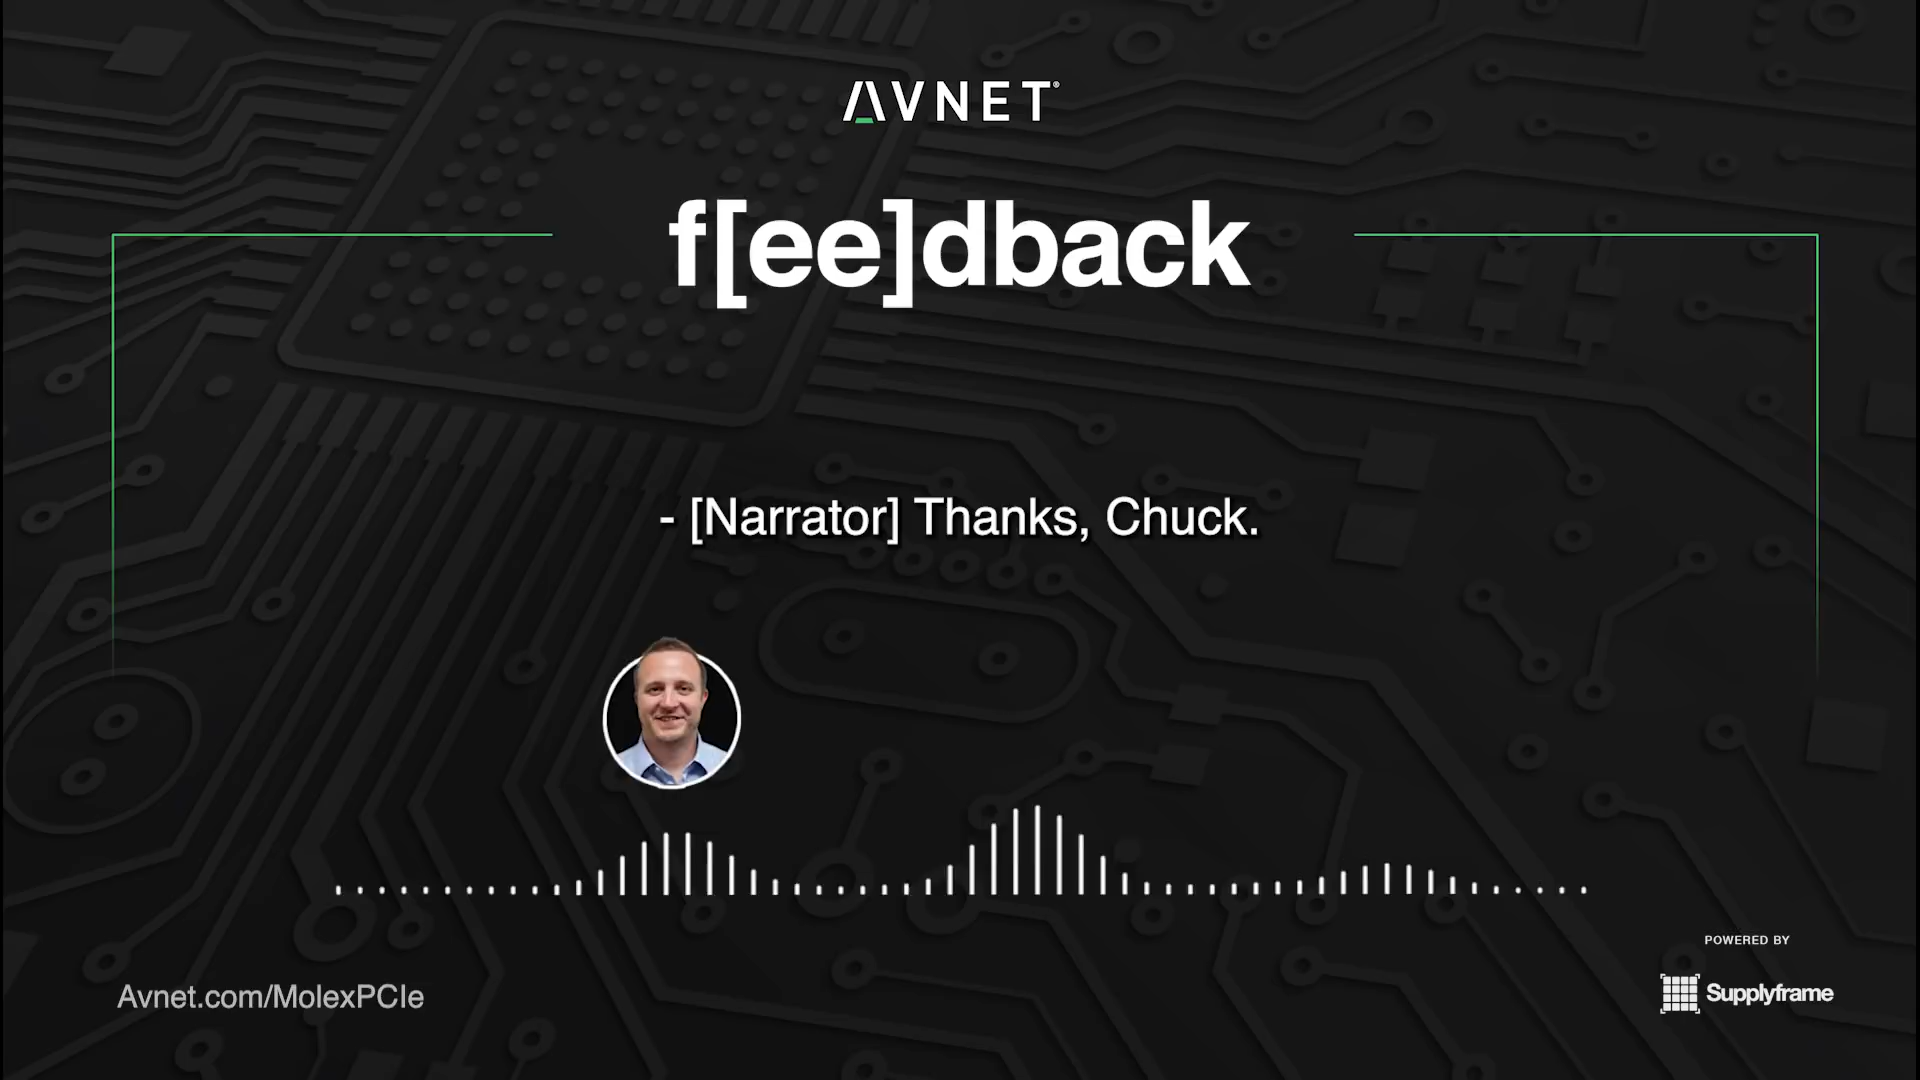 AVNET®
f[ee]dback
- [Narrator] Thanks, Chuck.
POWERED BY
Avnet.com/MolexPCIe
Supplyframe